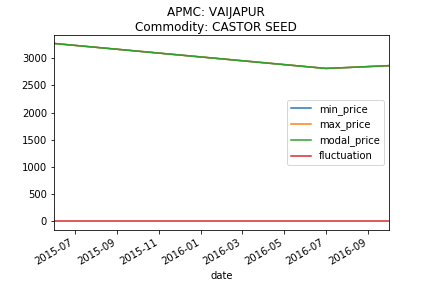 APMC: VAIJAPUR
Commodity: CASTOR SEED
3000
2500
2000
1500
1000
500
0
min_price
max_price
modal_price
fluctuation
2015-07
2015-09
2015-11
2016-01
2016-03
2016-05
2016-07
2016-09
date